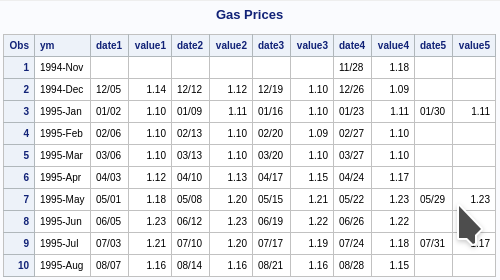 Gas Prices
Obs ym date1 value1 date2 value2 date3 value3 date4 value4 date5 value5
1 1994-Nov 11/28 1.18
2 1994-Dec 12/05 1.14 12/12 1.12 12/19 1.10 12/26 1.09
3 1995-Jan 01/02 1.10 01/09 1.11 01/16 1.10 01/23 1.11 01/30 1.11
4 1995-Feb 02/06 1.10 02/13 1.10 02/20 1.09 02/27 1.10
5 1995-Mar 03/06 1.10 03/13 1.10 03/20 1.10 03/27 1.10
6 1995-Apr 04/03 1.12 04/10 1.13 04/17 1.15 04/24 1.17
7 1995-May 05/01 1.18 05/08 1.20 05/15 1.21 05/22 1.23 05/29 1.23
8 1995-Jun 06/05 1.23 06/12 1.23 06/19 1.22 06/26 1.22
9 1995-Jul 07/03 1.21 07/10 1.20 07/17 1.19 07/24 1.18 07/31
10 1995-Aug 08/07 1.16 08/14 1.16 08/21 1.16 08/28 1.15